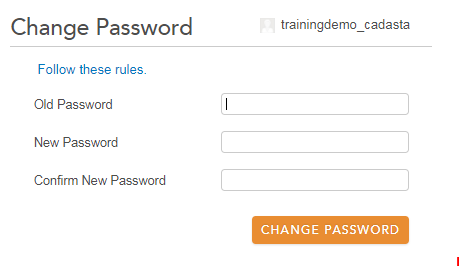 Change Password
trainingdemo_cadasta
Follow these rules.
Old Password
New Password
Confirm New Password
CHANGE PASSWORD